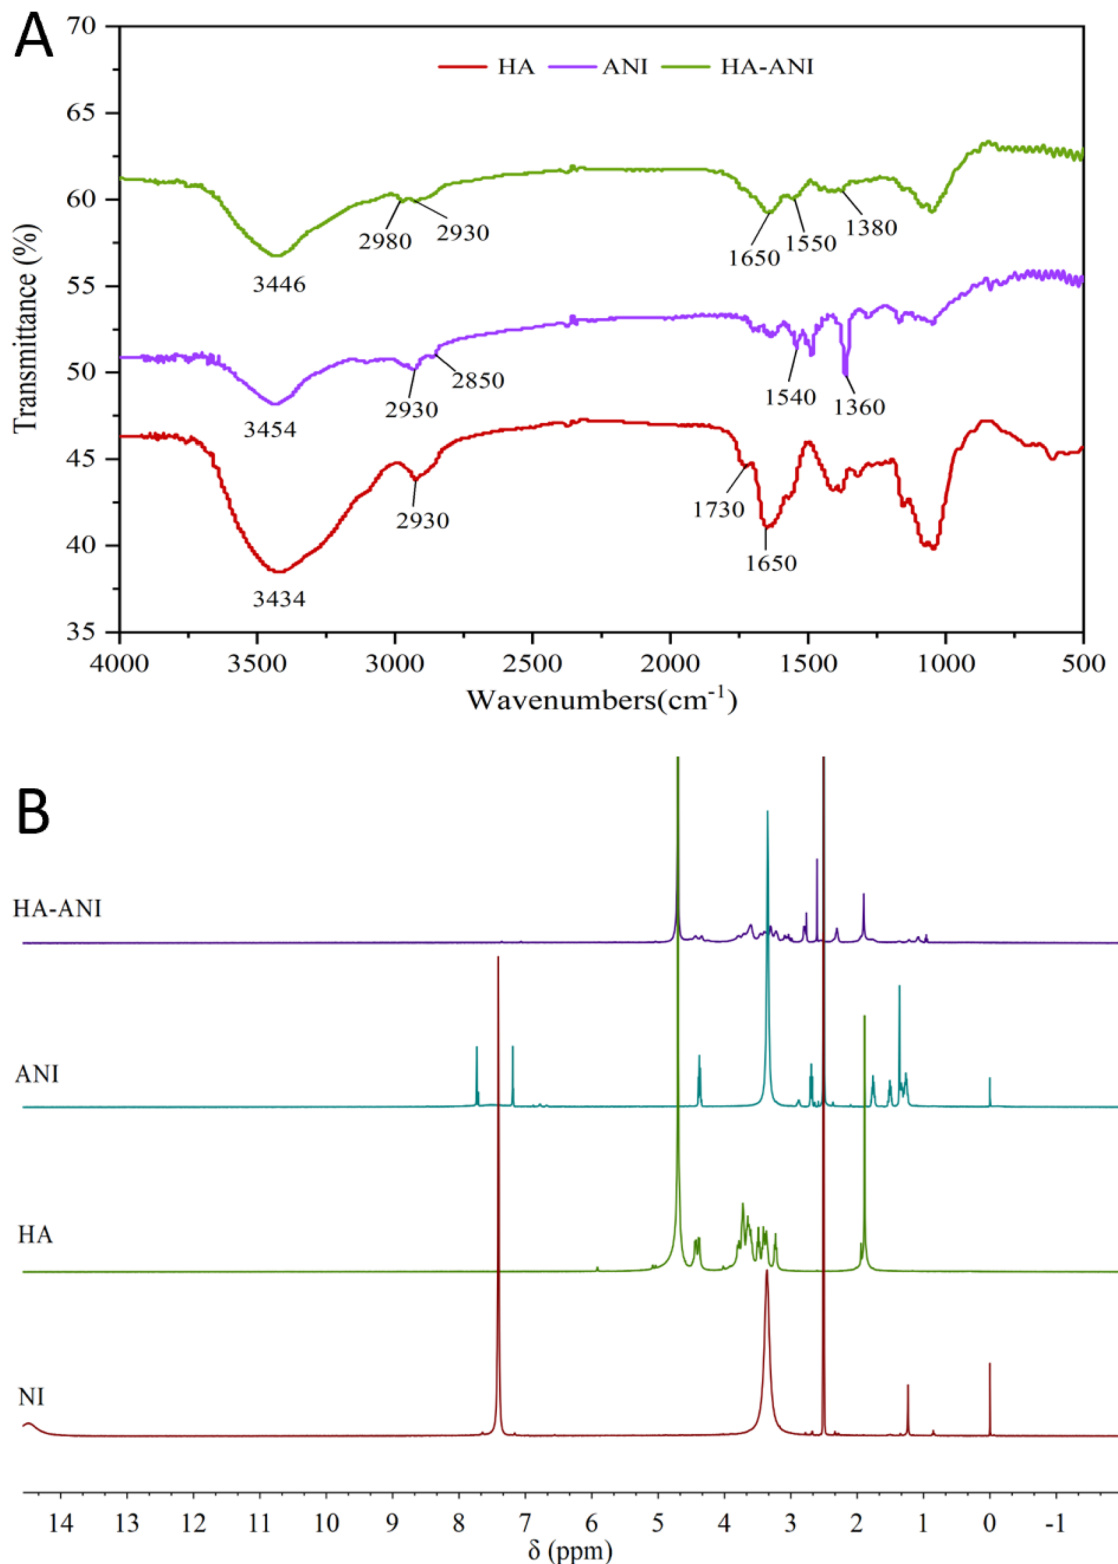 A
HA ANI HA-ANI
70
65
60
55
50
45
40
35
Transmittance (%)
2980 2930 1650 1550 1380
3446
2930 2850 1540 1360
3454
2930 1730 1650
3434
4000 3500 3000 2500 2000 1500 1000 500
Wavenumbers(cm⁻¹)
B
HA-ANI
ANI
HA
NI
14 13 12 11 10 9 8 7 6 5 4 3 2 1 0 -1
δ (ppm)